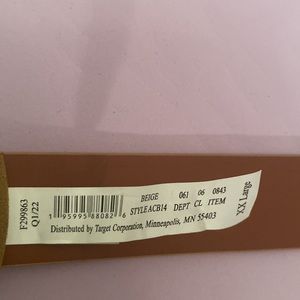 F299863
Q1/22
1 95995 88082 6
BEIGE 061 06 0843
STYLE ACB14 DEPT CL ITEM
Distributed by Target Corporation, Minneapolis, MN 55403
XX Large